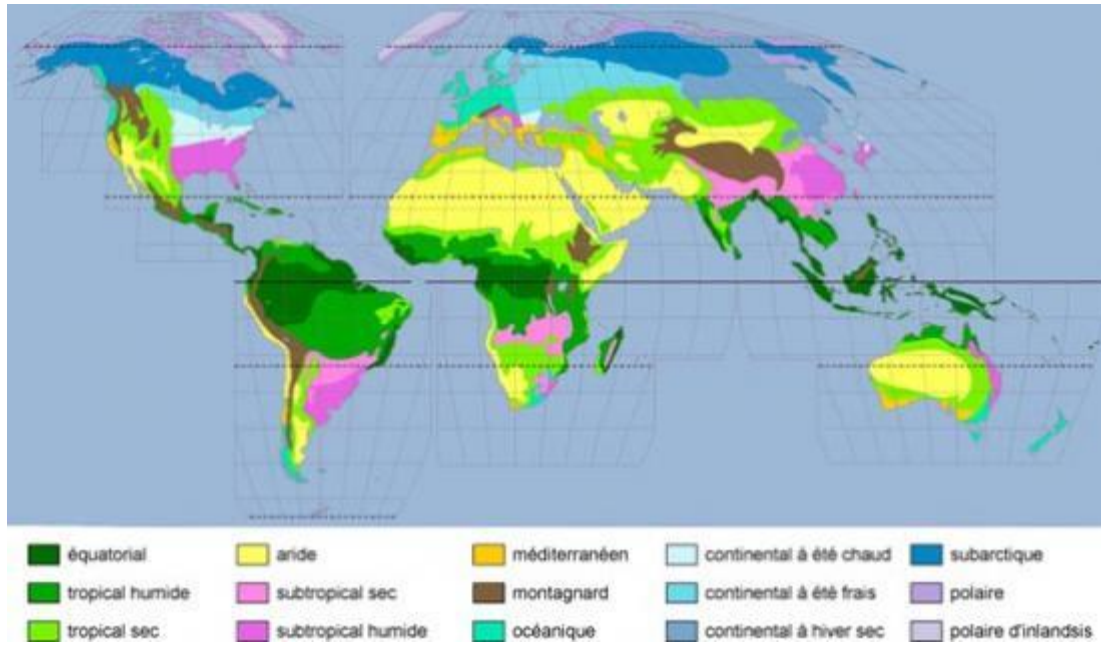 équatorial aride méditerranéen continental à été chaud subarctique
tropical humide subtropical sec montagnard continental à été frais polaire
tropical sec subtropical humide océanique continental à hiver sec polaire d'inlandsis